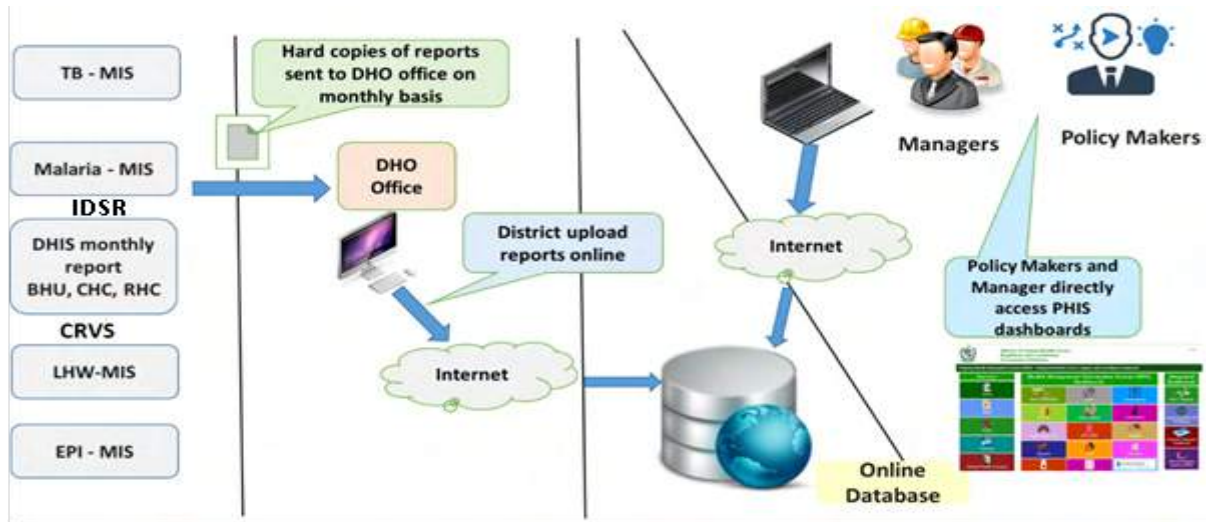 TB - MIS
Malaria - MIS
IDSR
DHIS monthly
report
BHU, CHC, RHC
CRVS
LHW-MIS
EPI - MIS
Hard copies of reports
sent to DHO office on
monthly basis
DHO
Office
District upload
reports online
Internet
Internet
Managers
Policy Makers
Policy Makers and
Manager directly
access PHIS
dashboards
Online
Database